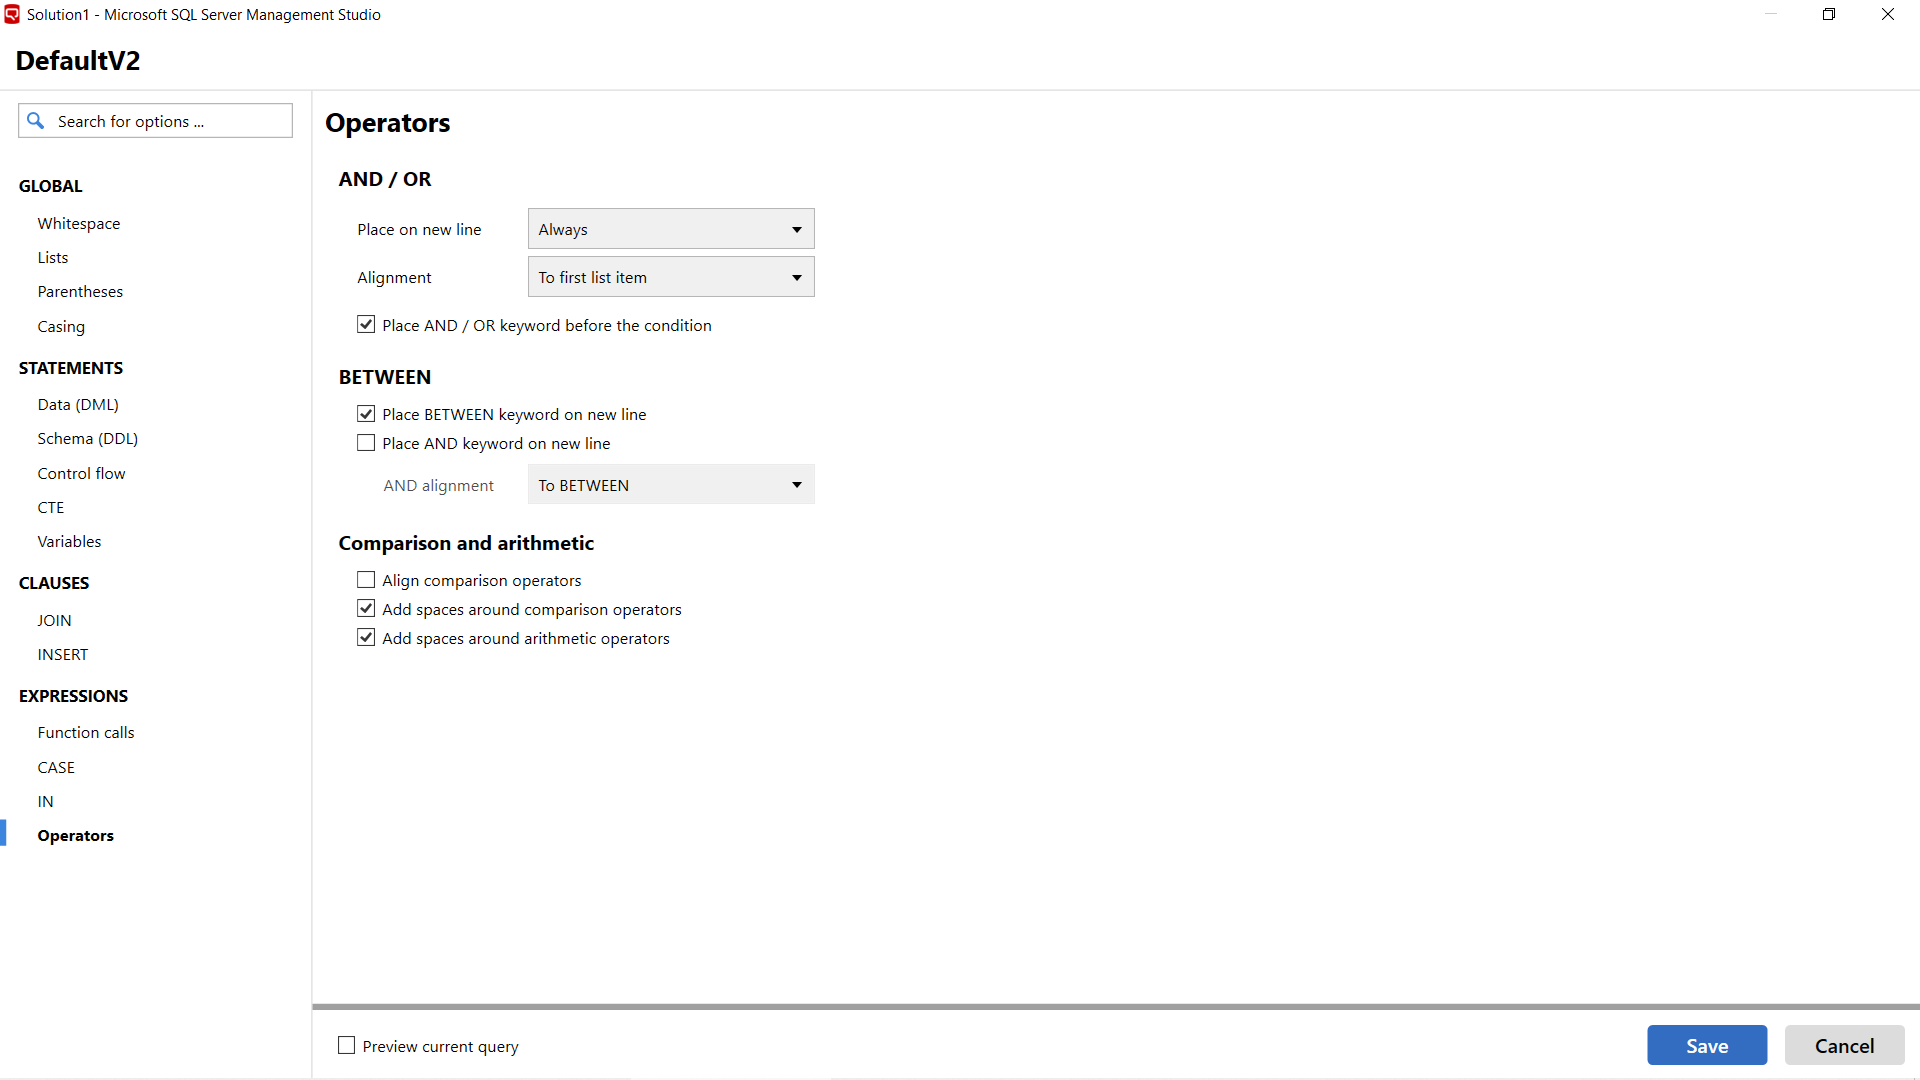 Solution1 - Microsoft SQL Server Management Studio
DefaultV2
Search for options ...
GLOBAL
Whitespace
Lists
Parentheses
Casing
STATEMENTS
Data (DML)
Schema (DDL)
Control flow
CTE
Variables
CLAUSES
JOIN
INSERT
EXPRESSIONS
Function calls
CASE
IN
Operators
Operators
AND / OR
Place on new line Always
Alignment To first list item
Place AND / OR keyword before the condition
BETWEEN
Place BETWEEN keyword on new line
Place AND keyword on new line
AND alignment To BETWEEN
Comparison and arithmetic
Align comparison operators
Add spaces around comparison operators
Add spaces around arithmetic operators
Preview current query
Save Cancel